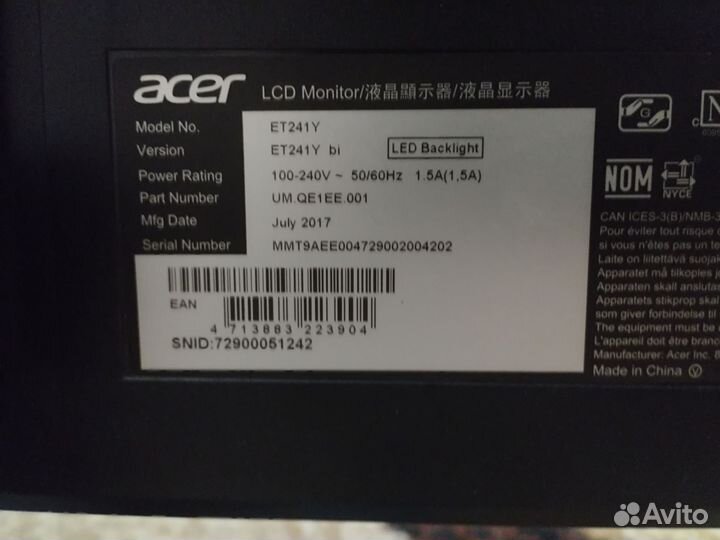 acer LCD Monitor/液晶顯示器/液晶显示器
Model No. ET241Y
Version ET241Y bi LED Backlight
Power Rating 100-240V ~ 50/60Hz 1.5A(1,5A)
Part Number UM.QE1EE.001
Mfg Date July 2017
Serial Number MMT9AEE004729002004202
EAN
4 713883 223904
SNID:72900051242
G
c N
NOM
NYCE
CAN ICES-3(B)/NMB-3
Pour éviter tout risque
si vous n'êtes pas un te
Laite on liitettävä suojak
Apparatet må tilkoples j
Apparaten skall anslutas
Apparatets stikprop skal
som giver forbindelse til
The equipment must be
L'appareil doit être branc
Manufacturer: Acer Inc. 8
Made in China V
Avito